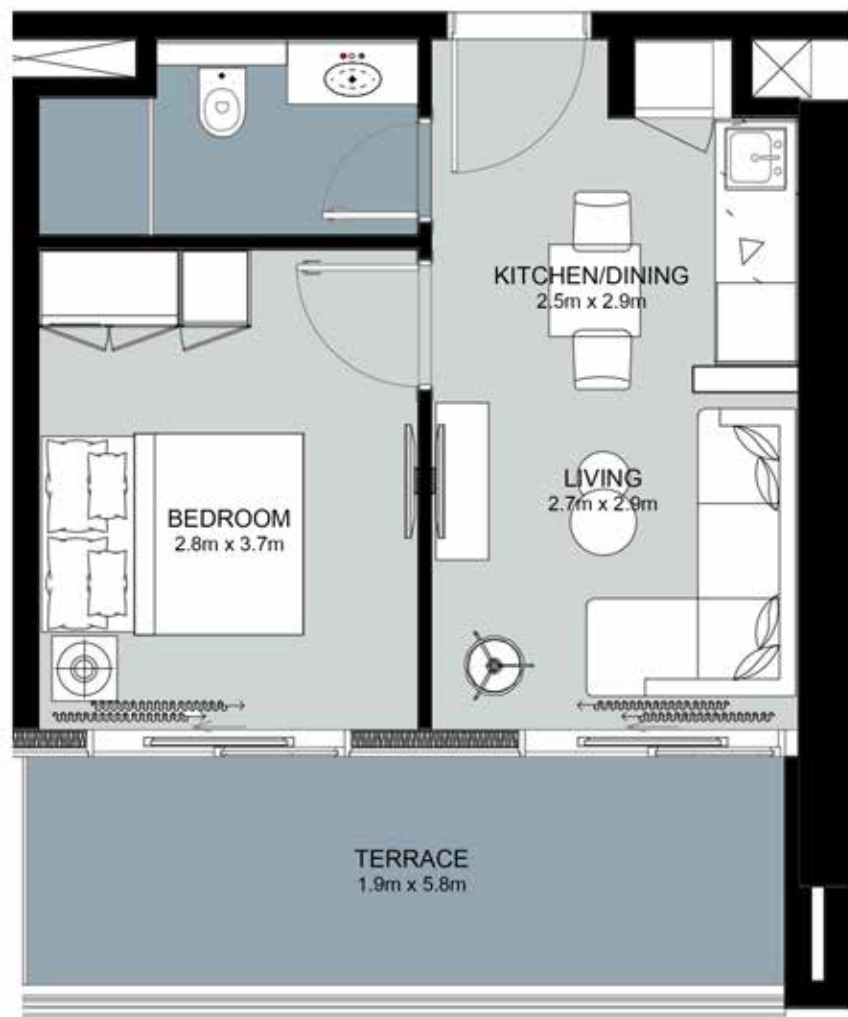 KITCHEN/DINING
2.5m x 2.9m
LIVING
2.7m x 2.9m
BEDROOM
2.8m x 3.7m
TERRACE
1.9m x 5.8m